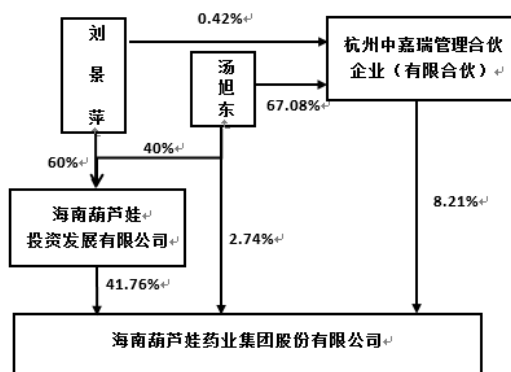 0.42%
刘景萍
汤旭东
杭州中嘉瑞管理合伙
企业（有限合伙）
67.08%
40%
60%
海南葫芦娃
投资发展有限公司
2.74%
8.21%
41.76%
海南葫芦娃药业集团股份有限公司